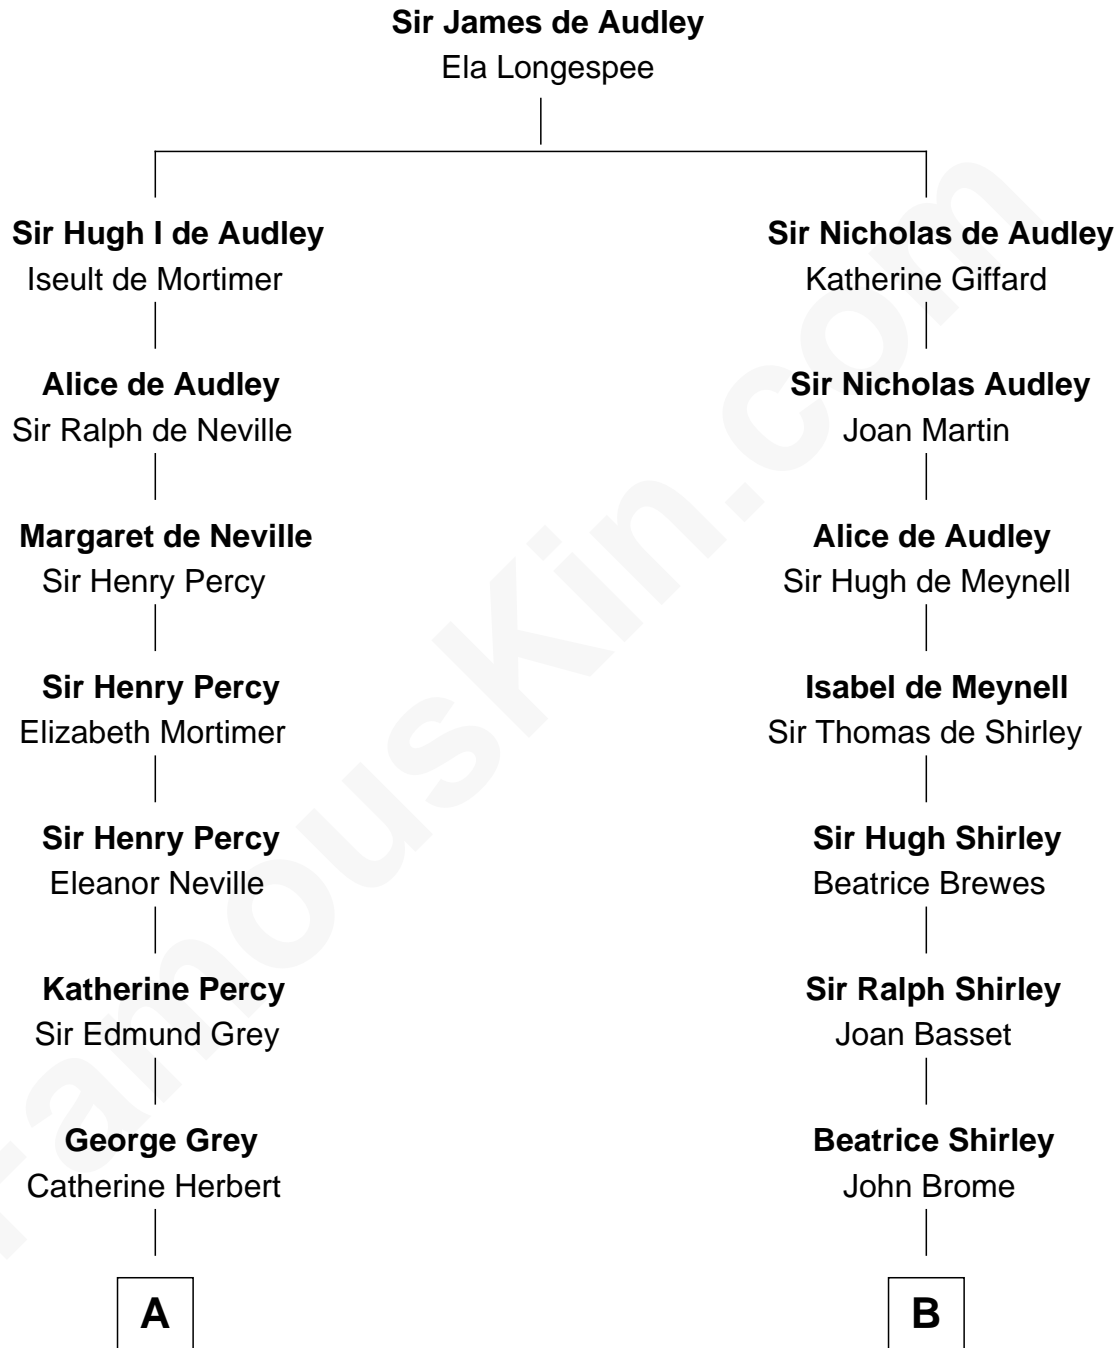 Sir James de Audley
Ela Longespee
Sir Hugh I de Audley
Iseult de Mortimer
Alice de Audley
Sir Ralph de Neville
Margaret de Neville
Sir Henry Percy
Sir Henry Percy
Elizabeth Mortimer
Sir Henry Percy
Eleanor Neville
Katherine Percy
Sir Edmund Grey
George Grey
Catherine Herbert
A
Sir Nicholas de Audley
Katherine Giffard
Sir Nicholas Audley
Joan Martin
Alice de Audley
Sir Hugh de Meynell
Isabel de Meynell
Sir Thomas de Shirley
Sir Hugh Shirley
Beatrice Brewes
Sir Ralph Shirley
Joan Basset
Beatrice Shirley
John Brome
B
FamousKin.com